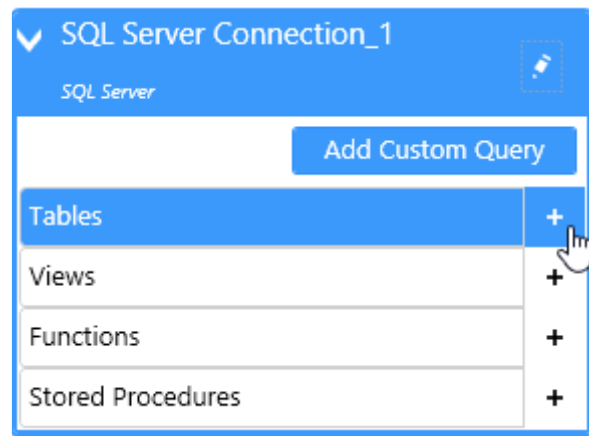 SQL Server Connection_1
SQL Server
Add Custom Query
Tables +
Views +
Functions +
Stored Procedures +